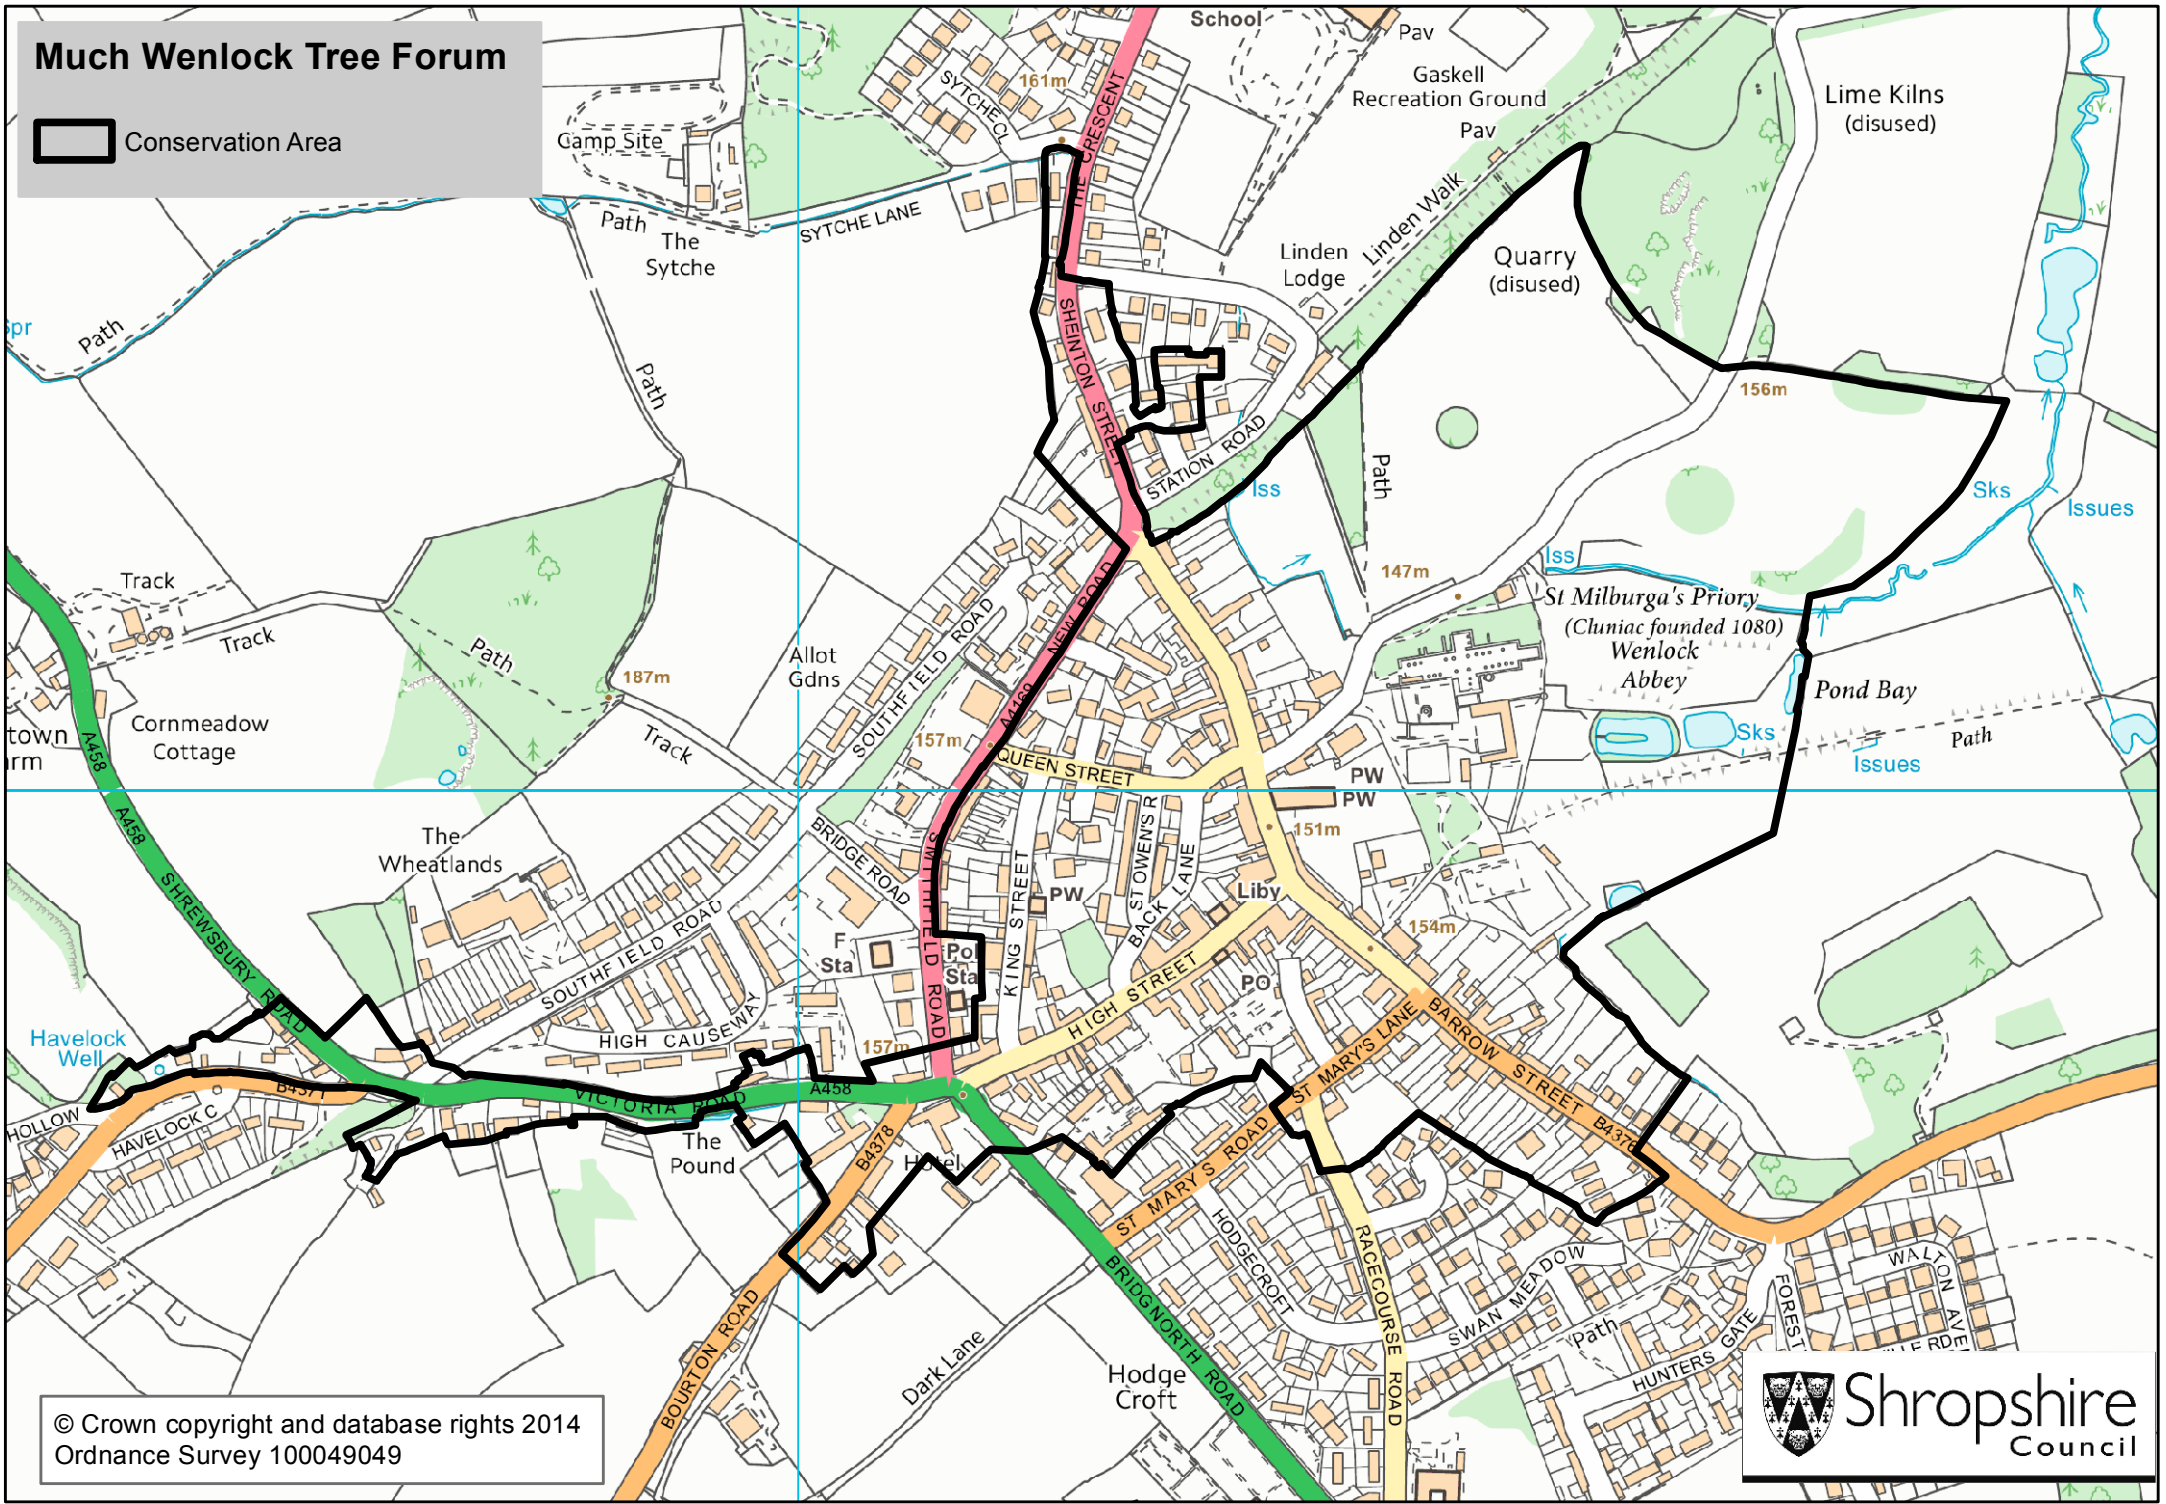 Much Wenlock Tree Forum
Conservation Area
School
Pav
Gaskell
Recreation Ground
Pav
Lime Kilns
(disused)
161m
SYTCHE CL
THE CRESCENT
Camp Site
Path
The
Sytche
SYTCHE LANE
Linden Walk
Linden
Lodge
Quarry
(disused)
Path
Path
SHEINTON STREET
156m
STATION ROAD
Path
Iss
Sks
Issues
Track
Track
Path
Iss
147m
St Milburga's Priory
(Cluniac founded 1080)
Wenlock
Abbey
NEW ROAD
SOUTHFIELD ROAD
Allot
Gdns
187m
Track
A4169
Pond Bay
Cornmeadow
Cottage
A458
157m
QUEEN STREET
Sks
Path
Issues
PW
PW
A458
151m
The
Wheatlands
BRIDGE ROAD
SMITHFIELD ROAD
KING STREET
PW
ST OWEN'S R
BACK LANE
Liby
SHREWSBURY ROAD
SOUTHFIELD ROAD
F
Sta
Pol
Sta
154m
PO
HIGH STREET
Havelock
Well
HIGH CAUSEWAY
157m
ST MARY'S LANE
BARROW STREET
B4371
VICTORIA ROAD
A458
HOLLOW
HAVELOCK C
The
Pound
B4378
Hotel
ST MARY'S ROAD
B4376
HODGECROFT
RACECOURSE ROAD
SWAN MEADOW
WALTON AVE
BRIDGNORTH ROAD
Path
HUNTERS GATE
FOREST
BOURTON ROAD
Dark Lane
Hodge
Croft
© Crown copyright and database rights 2014
Ordnance Survey 100049049
Shropshire
Council